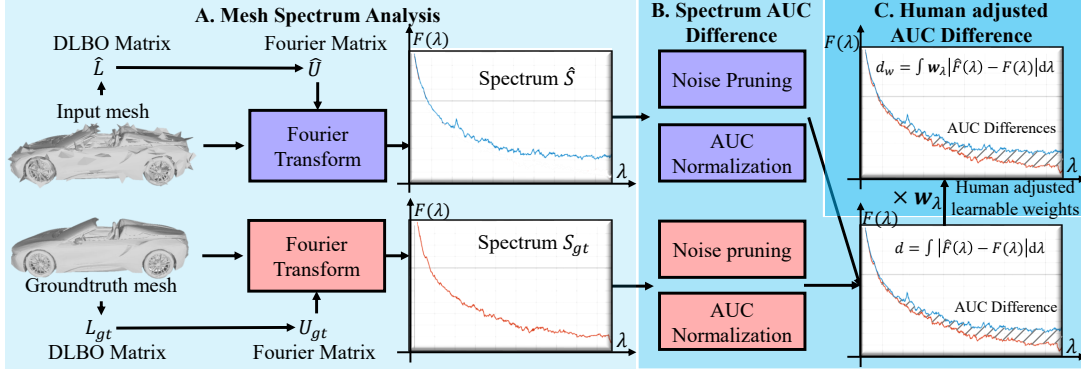 A. Mesh Spectrum Analysis
DLBO Matrix
L̂
Input mesh
Fourier Matrix
Û
Fourier
Transform
F(λ)
Spectrum Ŝ
λ
Groundtruth mesh
L_gt
DLBO Matrix
Fourier
Transform
U_gt
Fourier Matrix
F(λ)
Spectrum S_gt
λ
B. Spectrum AUC
Difference
Noise Pruning
AUC
Normalization
Noise pruning
AUC
Normalization
C. Human adjusted
AUC Difference
F(λ)
d_w = ∫ w_λ|F̂(λ) − F(λ)|dλ
AUC Differences
λ
× w_λ
Human adjusted
learnable weights
F(λ)
d = ∫ |F̂(λ) − F(λ)|dλ
AUC Difference
λ